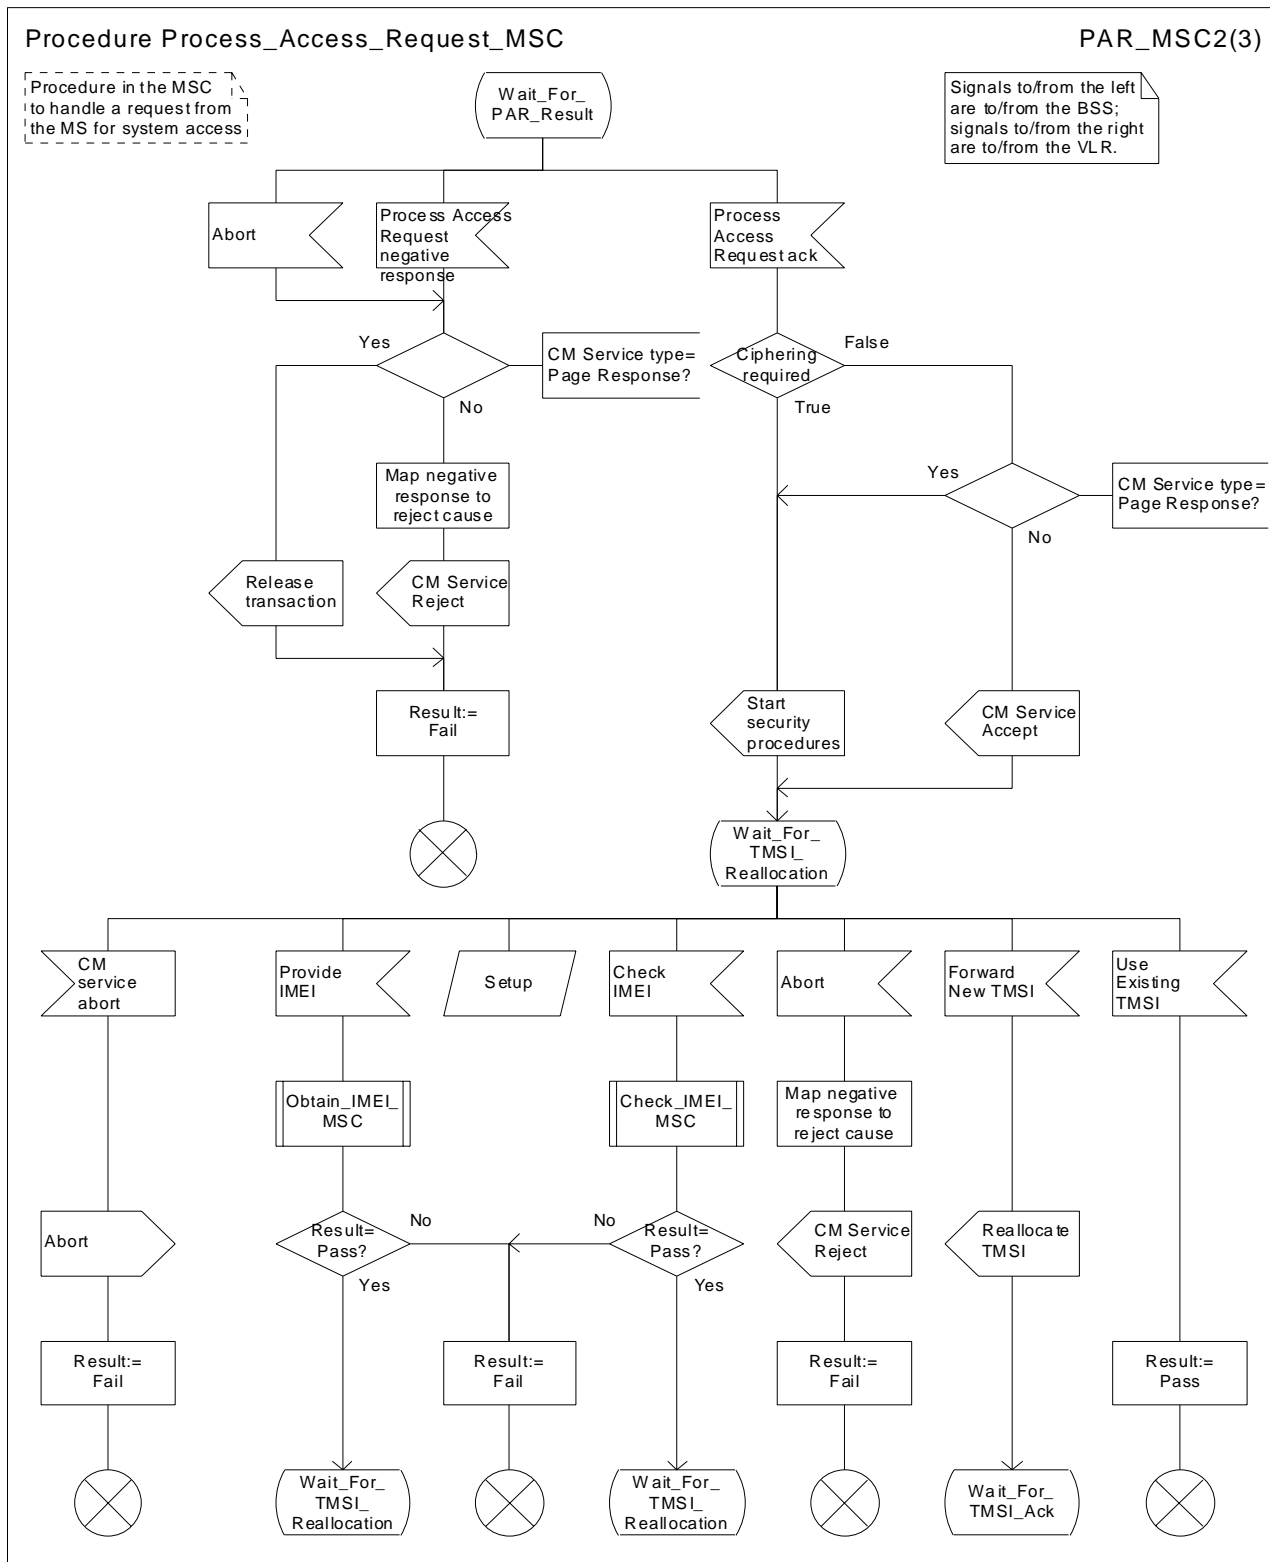 Procedure Process_Access_Request_MSC
PAR_MSC2(3)
Procedure in the MSC
to handle a request from
the MS for system access
Wait_For_
PAR_Result
Signals to/from the left
are to/from the BSS;
signals to/from the right
are to/from the VLR.
Abort
Process Access
Request
negative
response
Process
Access
Request ack
Yes
CM Service type=
Page Response?
No
Ciphering
required
False
True
Map negative
response to
reject cause
Yes
CM Service type=
Page Response?
No
Release
transaction
CM Service
Reject
Result:=
Fail
Start
security
procedures
CM Service
Accept
Wait_For_
TMSI_
Reallocation
CM
service
abort
Provide
IMEI
Setup
Check
IMEI
Abort
Forward
New TMSI
Use
Existing
TMSI
Obtain_IMEI_
MSC
Check_IMEI_
MSC
Map negative
response to
reject cause
Abort
Result=
Pass?
No
Yes
No
Result=
Pass?
Yes
CM Service
Reject
Reallocate
TMSI
Result:=
Fail
Result:=
Fail
Result:=
Fail
Result:=
Pass
Wait_For_
TMSI_
Reallocation
Wait_For_
TMSI_
Reallocation
Wait_For_
TMSI_Ack